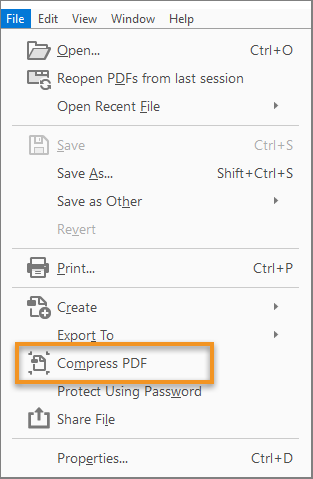 File Edit View Window Help
Open... Ctrl+O
Reopen PDFs from last session
Open Recent File
Save Ctrl+S
Save As... Shift+Ctrl+S
Save as Other
Revert
Print... Ctrl+P
Create
Export To
Compress PDF
Protect Using Password
Share File
Properties... Ctrl+D